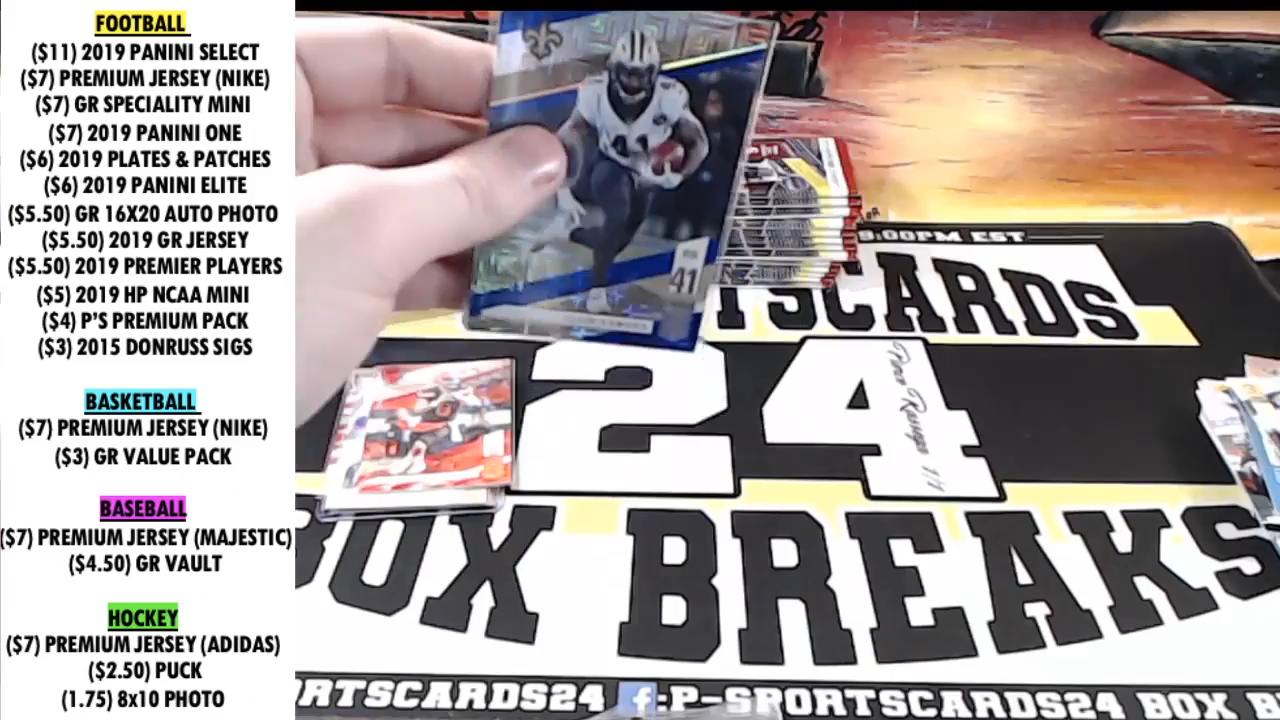 FOOTBALL
($11) 2019 PANINI SELECT
($7) PREMIUM JERSEY (NIKE)
($7) GR SPECIALITY MINI
($7) 2019 PANINI ONE
($6) 2019 PLATES & PATCHES
($6) 2019 PANINI ELITE
($5.50) GR 16X20 AUTO PHOTO
($5.50) 2019 GR JERSEY
($5.50) 2019 PREMIER PLAYERS
($5) 2019 HP NCAA MINI
($4) P'S PREMIUM PACK
($3) 2015 DONRUSS SIGS
BASKETBALL
($7) PREMIUM JERSEY (NIKE)
($3) GR VALUE PACK
BASEBALL
($7) PREMIUM JERSEY (MAJESTIC)
($4.50) GR VAULT
HOCKEY
($7) PREMIUM JERSEY (ADIDAS)
($2.50) PUCK
(1.75) 8x10 PHOTO
41
:00PM EST
TSCARDS
24
BOX BREAKS
ORTSCARDS24 f:P-SPORTSCARDS24 BOX B